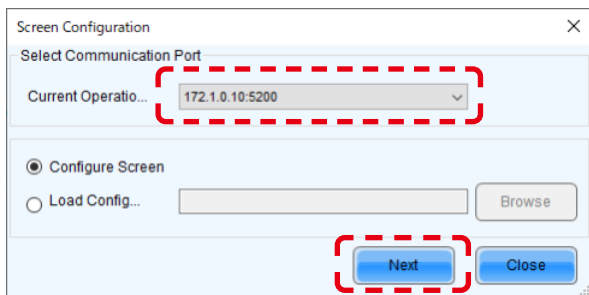 Screen Configuration
Select Communication Port
Current Operatio... 172.1.0.10:5200
Configure Screen
Load Config... Browse
Next Close